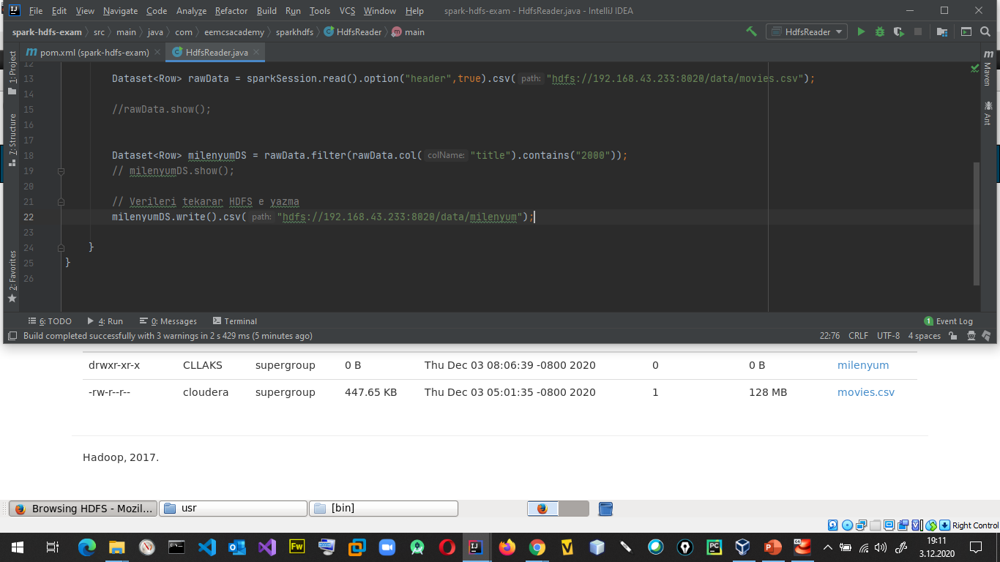 File Edit View Navigate Code Analyze Refactor Build Run Tools VCS Window Help spark-hdfs-exam - HdfsReader.java - IntelliJ IDEA
spark-hdfs-exam src main java com eemcsacademy sparkhdfs HdfsReader main HdfsReader
pom.xml (spark-hdfs-exam) HdfsReader.java
1: Project
7: Structure
2: Favorites
Maven
Ant
12
13 Dataset<Row> rawData = sparkSession.read().option("header",true).csv( path: "hdfs://192.168.43.233:8020/data/movies.csv");
14
15 //rawData.show();
16
17
18 Dataset<Row> milenyumDS = rawData.filter(rawData.col( colName: "title").contains("2000"));
19 // milenyumDS.show();
20
21 // Verileri tekarar HDFS e yazma
22 milenyumDS.write().csv( path: "hdfs://192.168.43.233:8020/data/milenyum");
23
24 }
25 }
26
6: TODO 4: Run 0: Messages Terminal 1 Event Log
Build completed successfully with 3 warnings in 2 s 429 ms (5 minutes ago) 22:76 CRLF UTF-8 4 spaces
drwxr-xr-x CLLAKS supergroup 0 B Thu Dec 03 08:06:39 -0800 2020 0 0 B milenyum
-rw-r--r-- cloudera supergroup 447.65 KB Thu Dec 03 05:01:35 -0800 2020 1 128 MB movies.csv
Hadoop, 2017.
Browsing HDFS - Mozil... usr [bin]
Right Control
19:11
3.12.2020